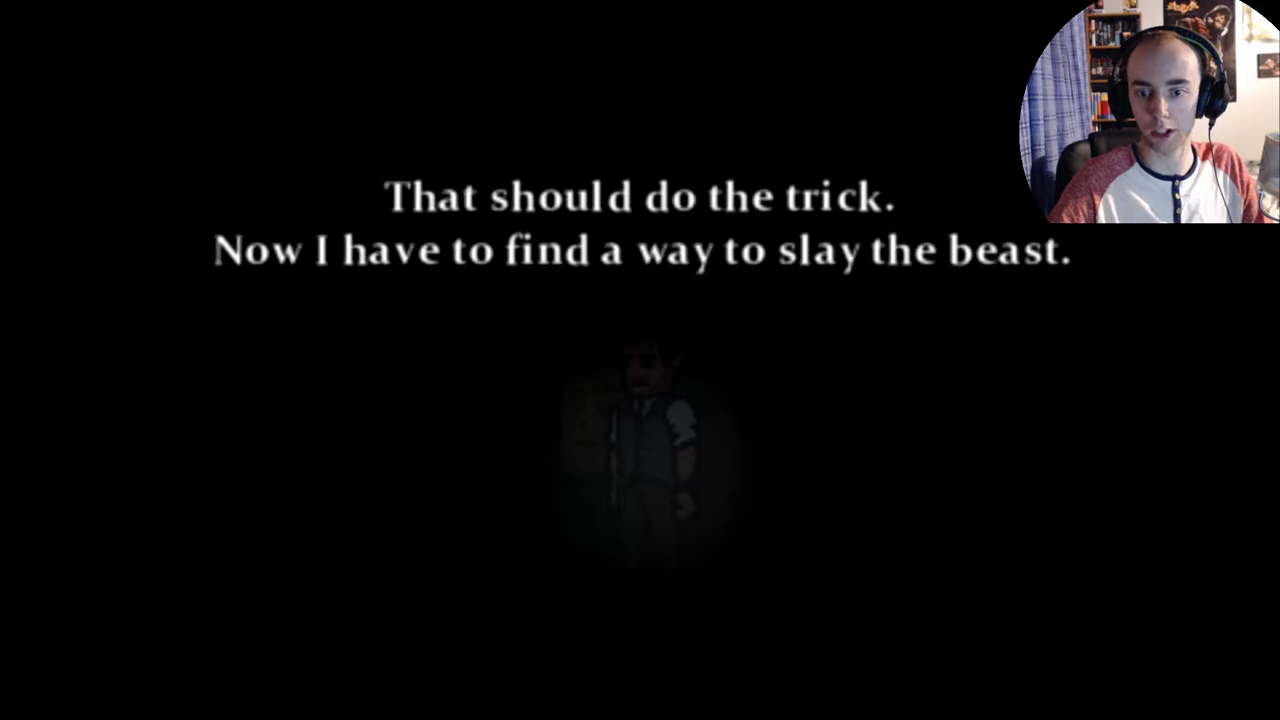 That should do the trick.
Now I have to find a way to slay the beast.